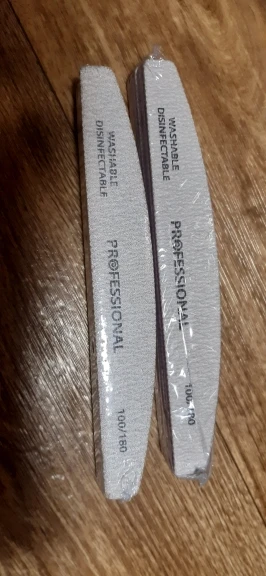 WASHABLE
DISINFECTABLE
PROFESSIONAL
100/180
WASHABLE
DISINFECTABLE
PROFESSIONAL
100/180